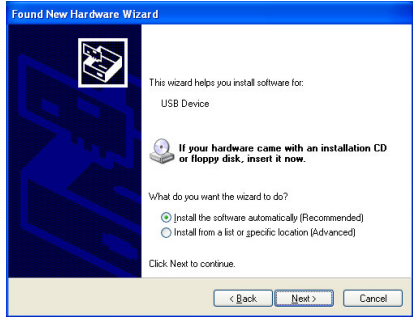 Found New Hardware Wizard
This wizard helps you install software for:
USB Device
If your hardware came with an installation CD
or floppy disk, insert it now.
What do you want the wizard to do?
Install the software automatically (Recommended)
Install from a list or specific location (Advanced)
Click Next to continue.
< Back Next > Cancel